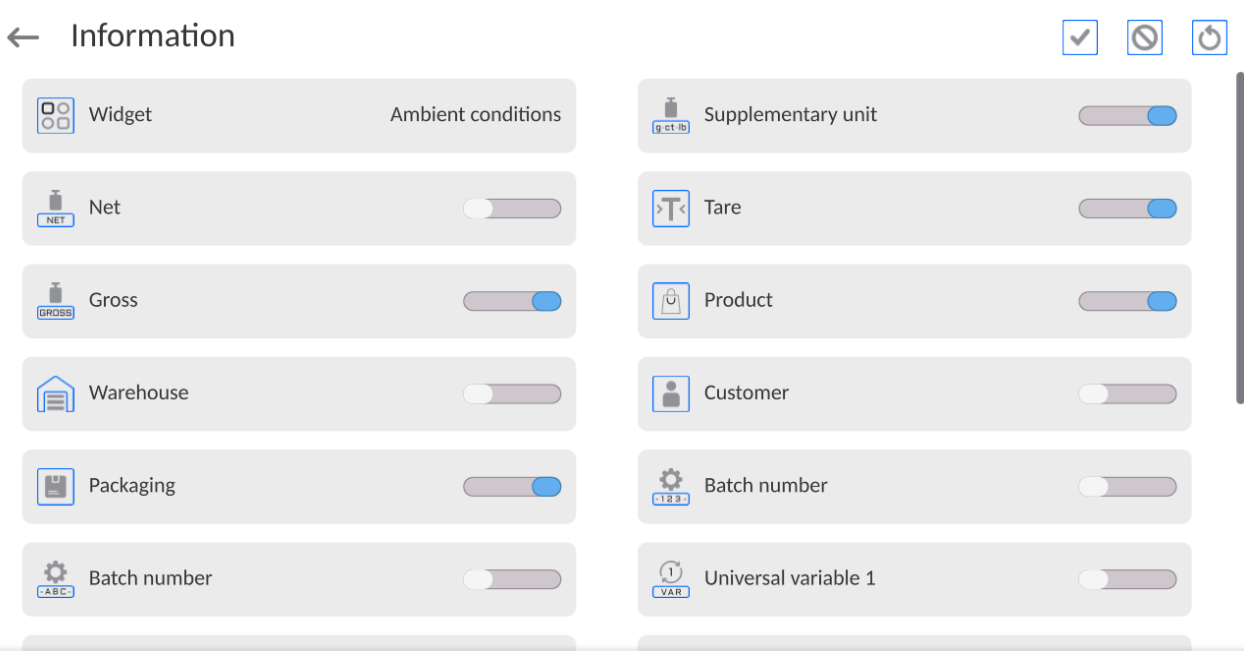 Information
Widget Ambient conditions
g-ct-lb
Supplementary unit
NET
Net
T
Tare
GROSS
Gross
Product
Warehouse
Customer
Packaging
-123-
Batch number
-ABC-
Batch number
1
VAR
Universal variable 1